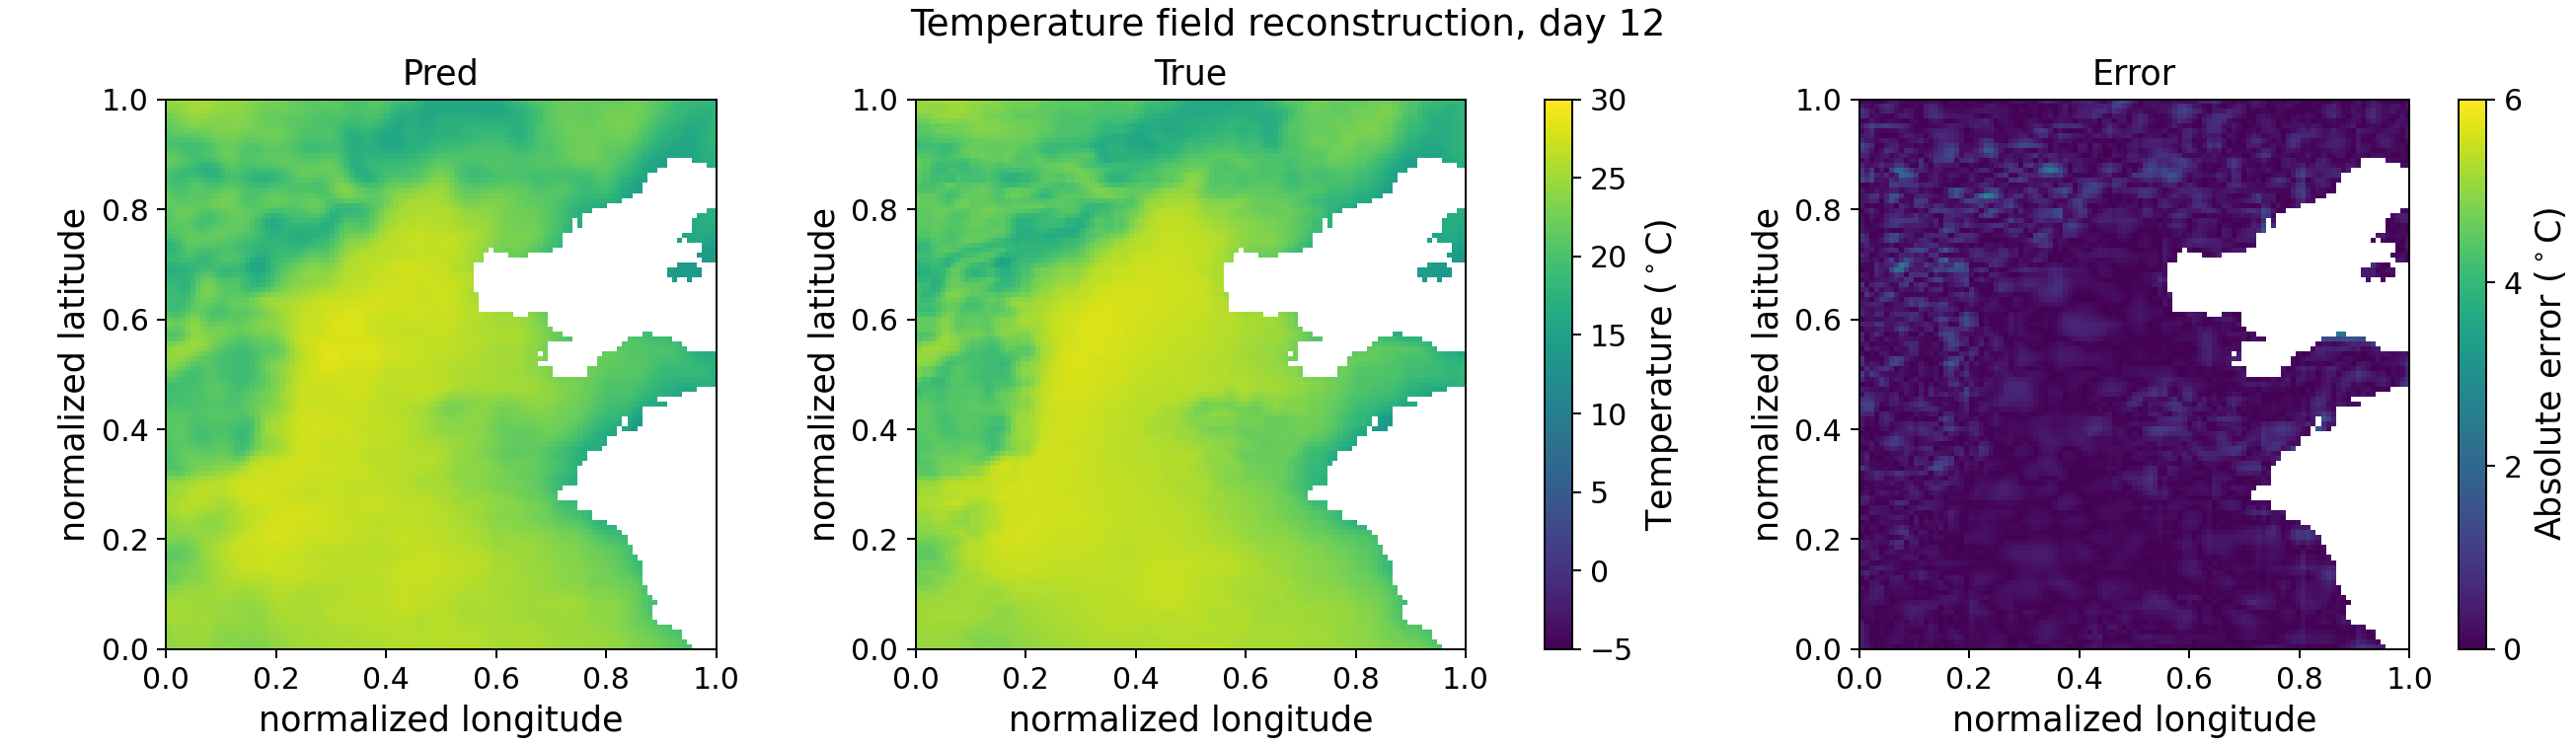 Temperature field reconstruction, day 12
Pred
1.0
0.8
0.6
0.4
0.2
0.0
normalized latitude
0.0 0.2 0.4 0.6 0.8 1.0
normalized longitude
True
1.0
0.8
0.6
0.4
0.2
0.0
normalized latitude
0.0 0.2 0.4 0.6 0.8 1.0
normalized longitude
30
25
20
15
10
5
0
−5
Temperature (°C)
Error
1.0
0.8
0.6
0.4
0.2
0.0
normalized latitude
0.0 0.2 0.4 0.6 0.8 1.0
normalized longitude
6
4
2
0
Absolute error (°C)